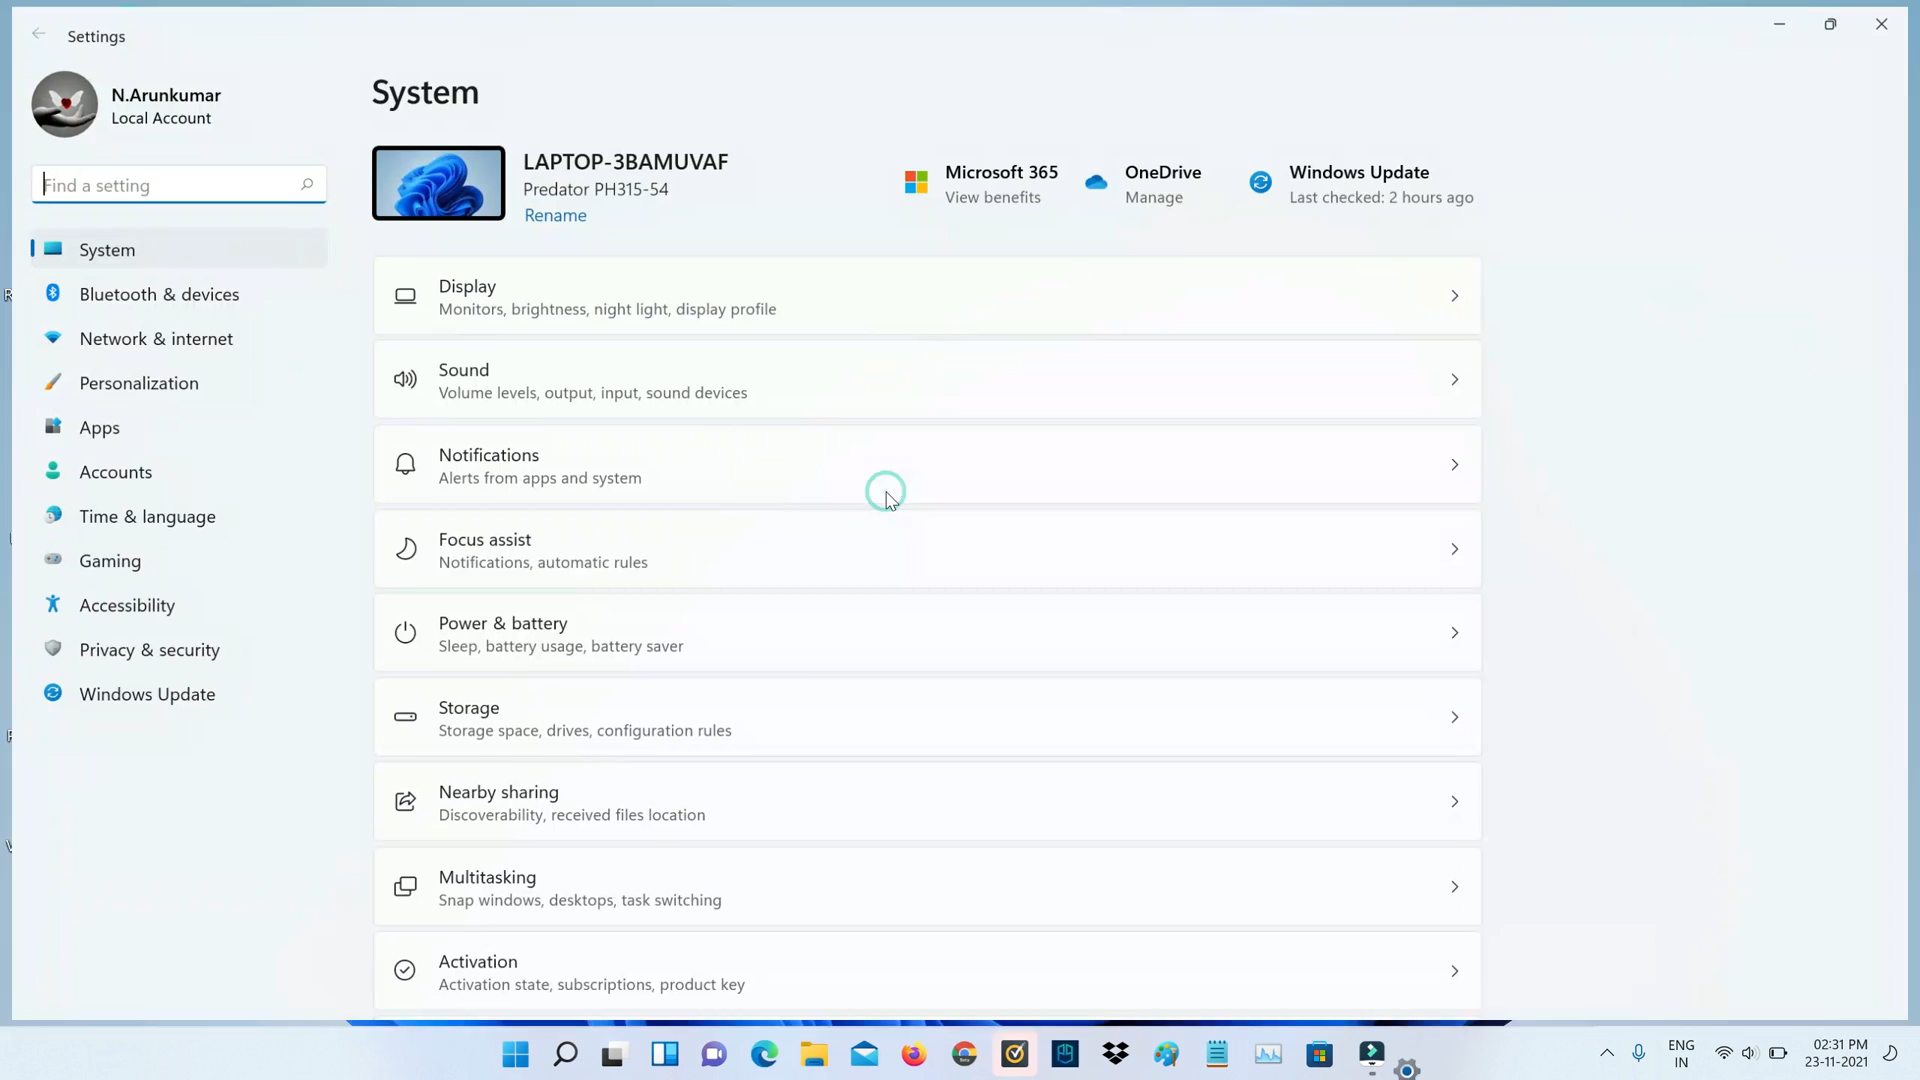 Settings
N.Arunkumar
Local Account
Find a setting
System
Bluetooth & devices
Network & internet
Personalization
Apps
Accounts
Time & language
Gaming
Accessibility
Privacy & security
Windows Update
System
LAPTOP-3BAMUVAF
Predator PH315-54
Rename
Microsoft 365
View benefits
OneDrive
Manage
Windows Update
Last checked: 2 hours ago
Display
Monitors, brightness, night light, display profile
Sound
Volume levels, output, input, sound devices
Notifications
Alerts from apps and system
Focus assist
Notifications, automatic rules
Power & battery
Sleep, battery usage, battery saver
Storage
Storage space, drives, configuration rules
Nearby sharing
Discoverability, received files location
Multitasking
Snap windows, desktops, task switching
Activation
Activation state, subscriptions, product key
ENG
IN
02:31 PM
23-11-2021